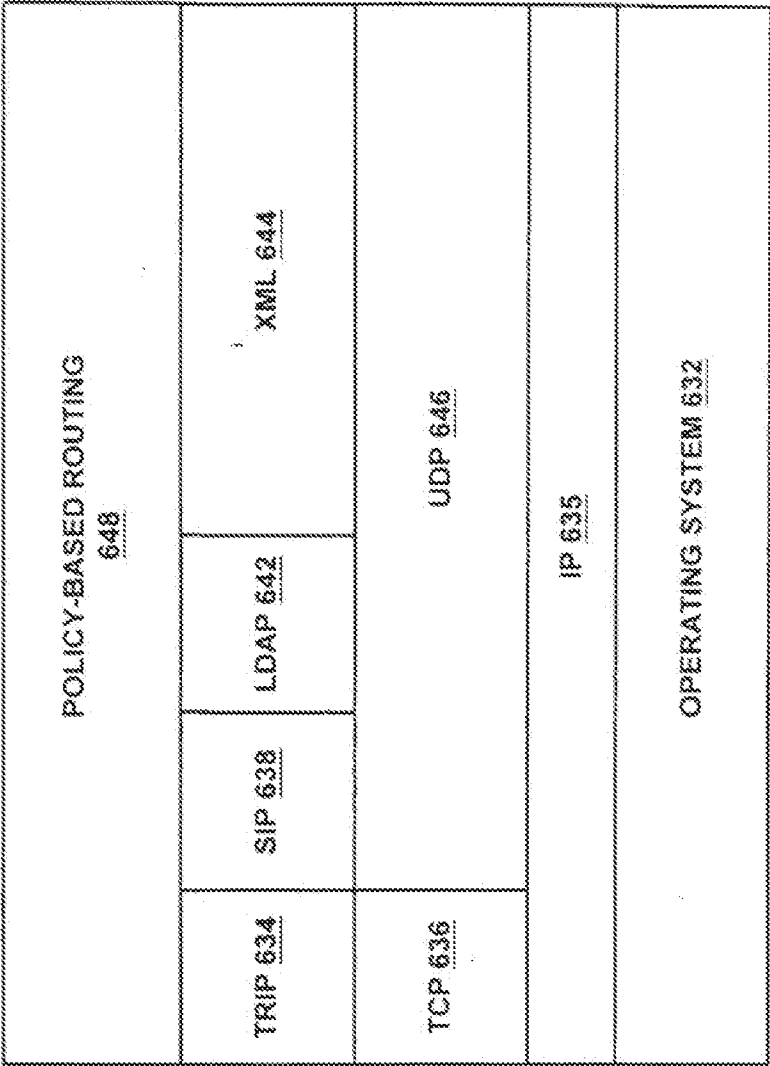 POLICY-BASED ROUTING
648
TRIP 634
SIP 638
LDAP 642
XML 644
TCP 636
UDP 646
IP 635
OPERATING SYSTEM 632